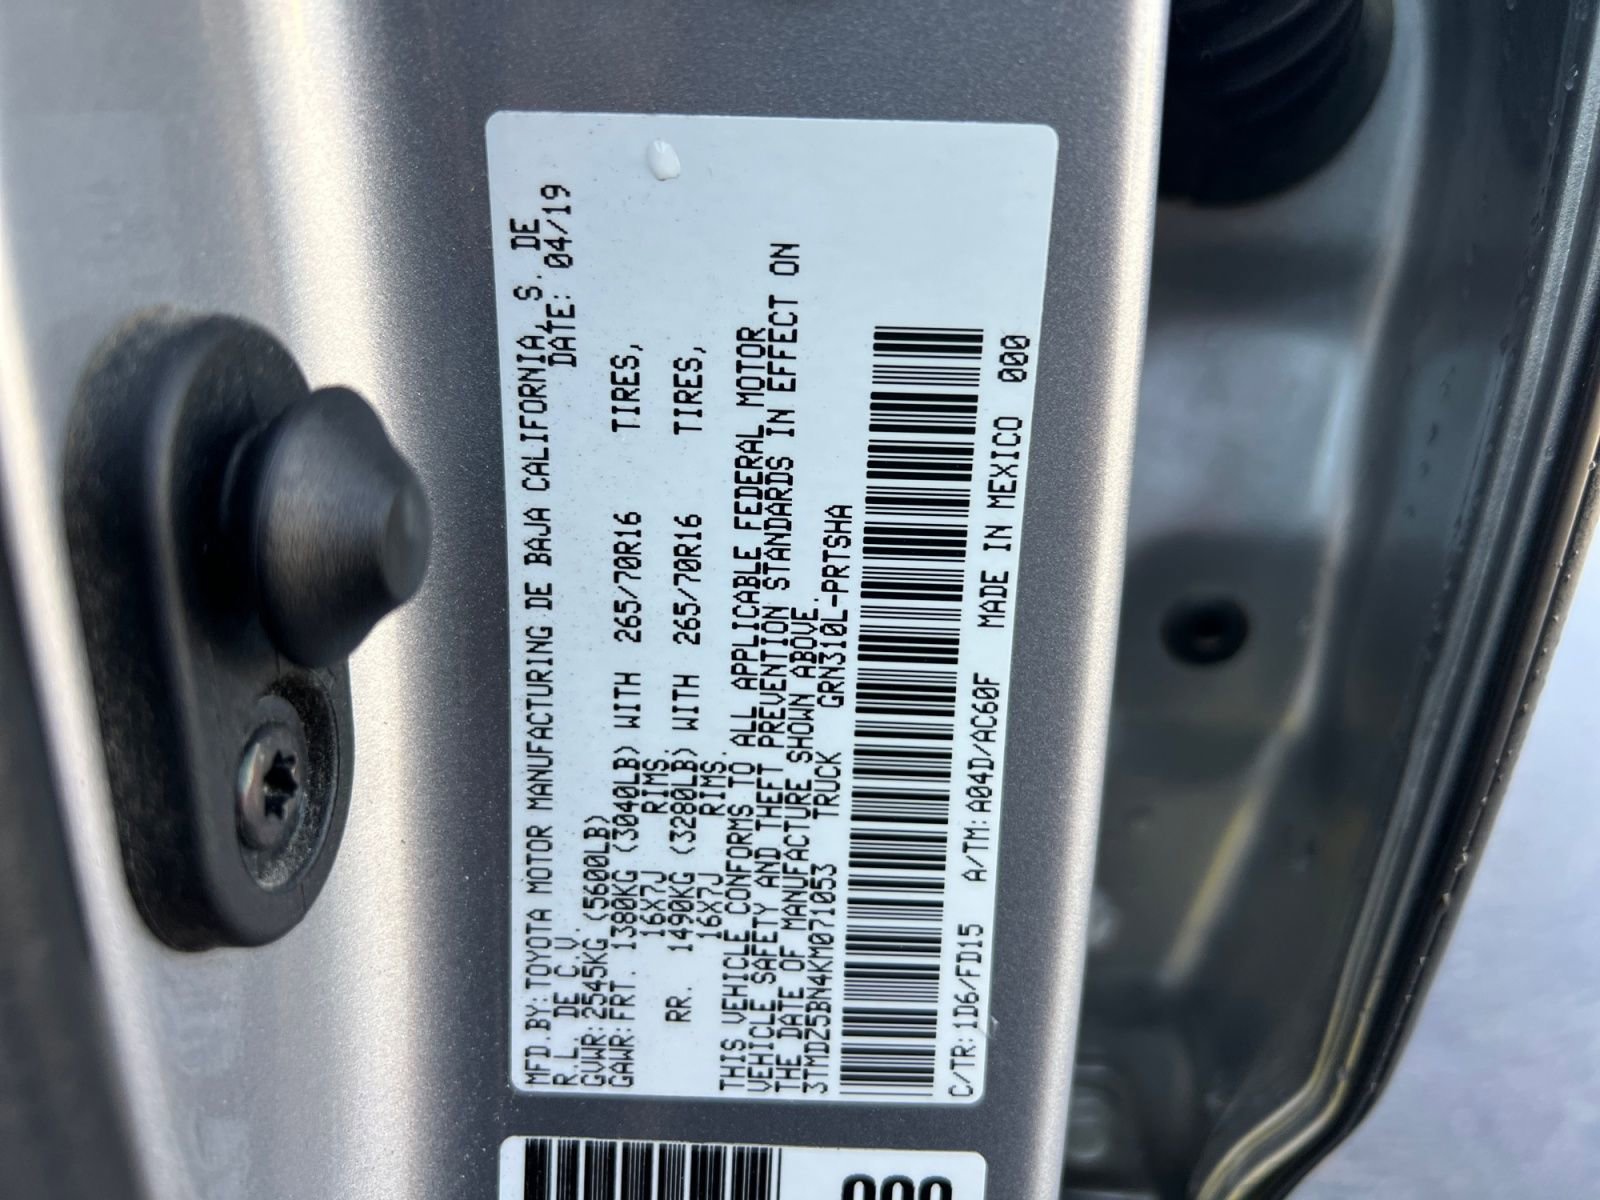 MFD.BY: TOYOTA MOTOR MANUFACTURING DE BAJA CALIFORNIA, S. DE
R.L. DE C.V. DATE: 04/19
GVWR: 2545KG (5600LB)
GAWR: FRT. 1380KG (3040LB) WITH 265/70R16 TIRES,
16X7J RIMS.
RR. 1490KG (3280LB) WITH 265/70R16 TIRES,
16X7J RIMS.
THIS VEHICLE CONFORMS TO ALL APPLICABLE FEDERAL MOTOR
VEHICLE SAFETY AND THEFT PREVENTION STANDARDS IN EFFECT ON
THE DATE OF MANUFACTURE SHOWN ABOVE.
3TMDZ5BN4KM071053 TRUCK GRN310L-PRTSHA
C/TR: 1D6/FD15 A/TM: A04D/AC60F MADE IN MEXICO 000